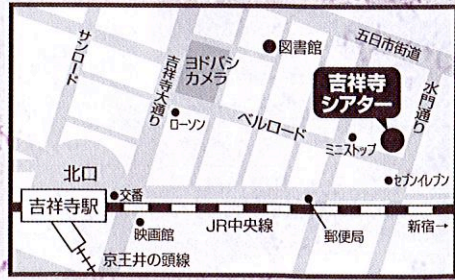 サンロード
吉祥寺大通り
ヨドバシ
カメラ
図書館
五日市街道
水門通り
吉祥寺
シアター
ローソン
ベルロード
ミニストップ
セブンイレブン
北口
交番
吉祥寺駅
映画館
JR中央線
郵便局
新宿→
京王井の頭線